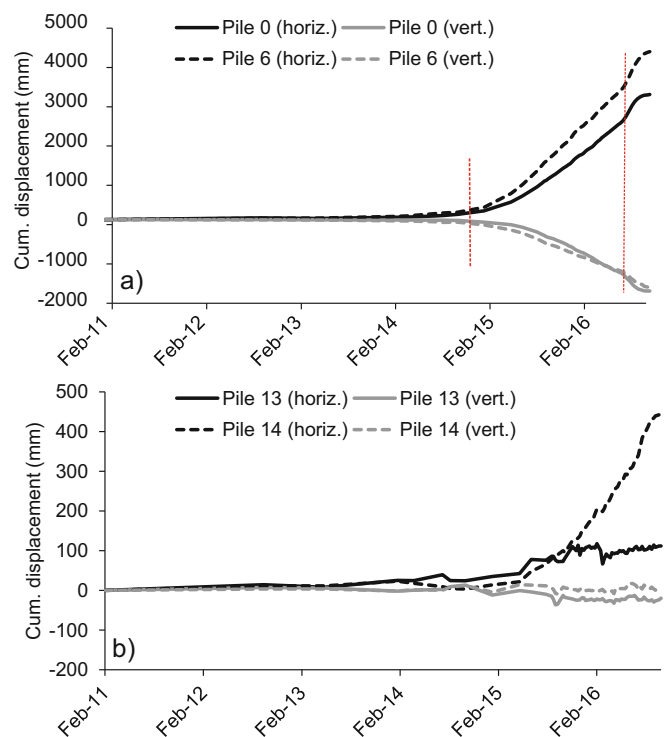 Pile 0 (horiz.) Pile 0 (vert.)
Pile 6 (horiz.) Pile 6 (vert.)
Cum. displacement (mm)
5000
4000
3000
2000
1000
0
-1000
-2000
a)
Feb-11 Feb-12 Feb-13 Feb-14 Feb-15 Feb-16
Pile 13 (horiz.) Pile 13 (vert.)
Pile 14 (horiz.) Pile 14 (vert.)
Cum. displacement (mm)
500
400
300
200
100
0
-100
-200
b)
Feb-11 Feb-12 Feb-13 Feb-14 Feb-15 Feb-16